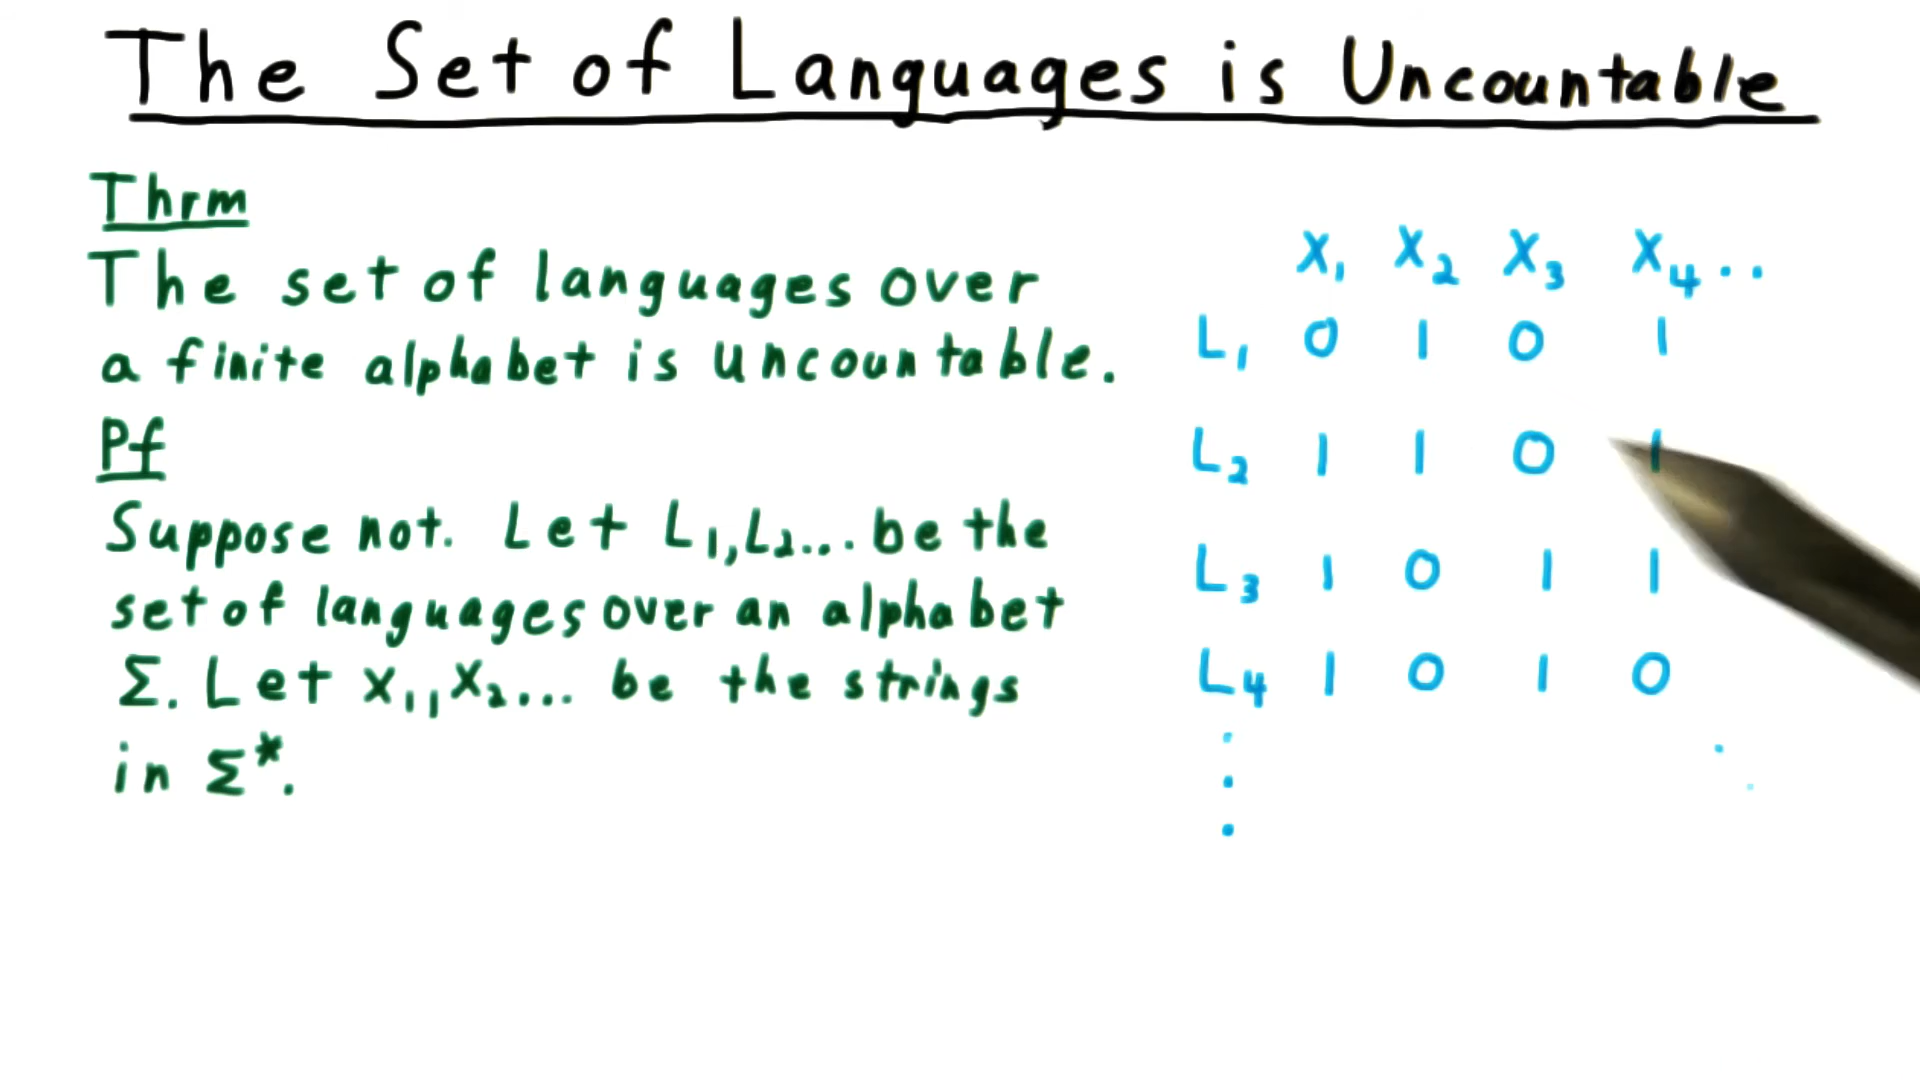 The Set of Languages is Uncountable
Thrm
The set of languages over
a finite alphabet is uncountable.
Pf
Suppose not. Let L₁,L₂... be the
set of languages over an alphabet
Σ. Let x₁,x₂... be the strings
in Σ*.
x₁ x₂ x₃ x₄ ..
L₁ 0 1 0 1
L₂ 1 1 0 1
L₃ 1 0 1 1
L₄ 1 0 1 0